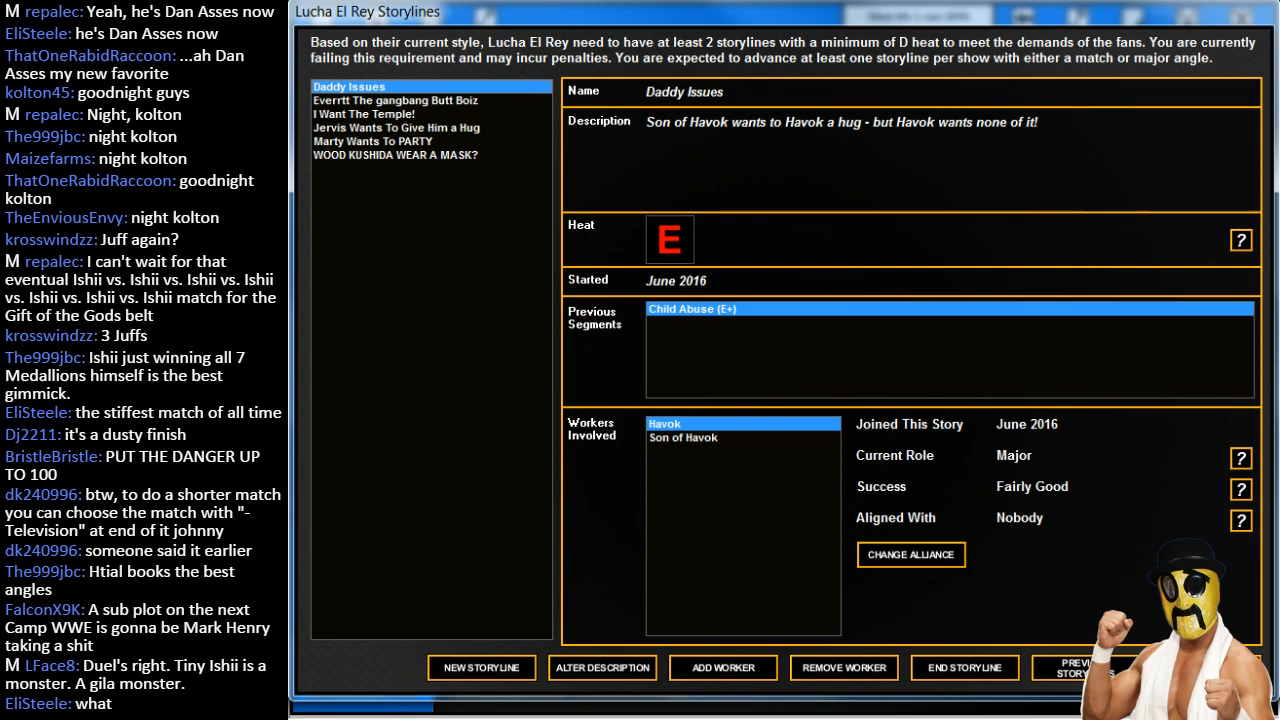 M repalec: Yeah, he's Dan Asses now
EliSteele: he's Dan Asses now
ThatOneRabidRaccoon: ...ah Dan
Asses my new favorite
kolton45: goodnight guys
M repalec: Night, kolton
The999jbc: night kolton
Maizefarms: night kolton
ThatOneRabidRaccoon: goodnight
kolton
TheEnviousEnvy: night kolton
krosswindzz: Juff again?
M repalec: I can't wait for that
eventual Ishii vs. Ishii vs. Ishii vs. Ishii
vs. Ishii vs. Ishii vs. Ishii match for the
Gift of the Gods belt
krosswindzz: 3 Juffs
The999jbc: Ishii just winning all 7
Medallions himself is the best
gimmick.
EliSteele: the stiffest match of all time
Dj2211: it's a dusty finish
BristleBristle: PUT THE DANGER UP
TO 100
dk240996: btw, to do a shorter match
you can choose the match with "-
Television" at end of it johnny
dk240996: someone said it earlier
The999jbc: Htial books the best
angles
FalconX9K: A sub plot on the next
Camp WWE is gonna be Mark Henry
taking a shit
M LFace8: Duel's right. Tiny Ishii is a
monster. A gila monster.
EliSteele: what
Lucha El Rey Storylines
Based on their current style, Lucha El Rey need to have at least 2 storylines with a minimum of D heat to meet the demands of the fans. You are currently
failing this requirement and may incur penalties. You are expected to advance at least one storyline per show with either a match or major angle.
Daddy Issues
Everrtt The gangbang Butt Boiz
I Want The Temple!
Jervis Wants To Give Him a Hug
Marty Wants To PARTY
WOOD KUSHIDA WEAR A MASK?
Name Daddy Issues
Description Son of Havok wants to Havok a hug - but Havok wants none of it!
Heat E ?
Started June 2016
Previous
Segments
Child Abuse (E+)
Workers
Involved
Havok
Son of Havok
Joined This Story June 2016
Current Role Major ?
Success Fairly Good ?
Aligned With Nobody ?
CHANGE ALLIANCE
NEW STORYLINE ALTER DESCRIPTION ADD WORKER REMOVE WORKER END STORYLINE